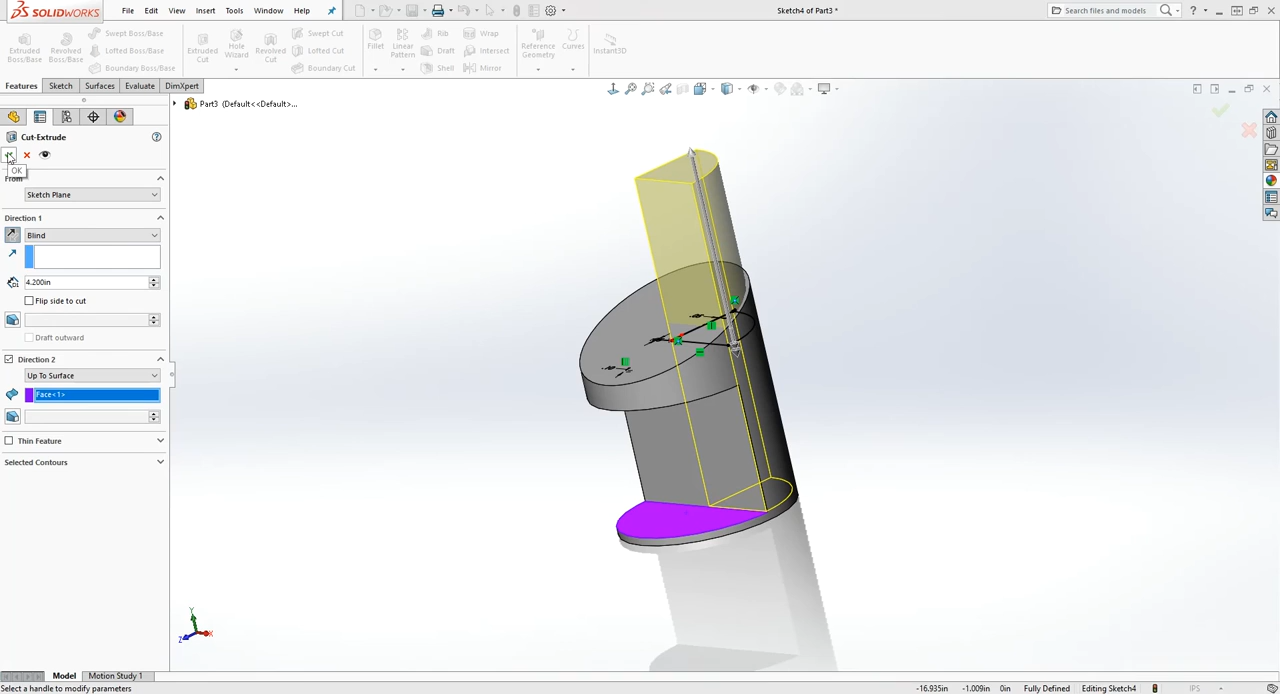 SOLIDWORKS
File Edit View Insert Tools Window Help
Sketch4 of Part3 *
Search files and models
Extruded Boss/Base
Revolved Boss/Base
Swept Boss/Base
Lofted Boss/Base
Boundary Boss/Base
Extruded Cut
Hole Wizard
Revolved Cut
Swept Cut
Lofted Cut
Boundary Cut
Fillet
Linear Pattern
Rib
Draft
Shell
Wrap
Intersect
Mirror
Reference Geometry
Curves
Instant3D
Features Sketch Surfaces Evaluate DimXpert
Part3 (Default<<Default>...
Cut-Extrude
OK
From
Sketch Plane
Direction 1
Blind
4.200in
Flip side to cut
Draft outward
Direction 2
Up To Surface
Face<1>
Thin Feature
Selected Contours
Y
Z
X
Model Motion Study 1
Select a handle to modify parameters
-16.935in -1.009in 0in Fully Defined Editing Sketch4 IPS